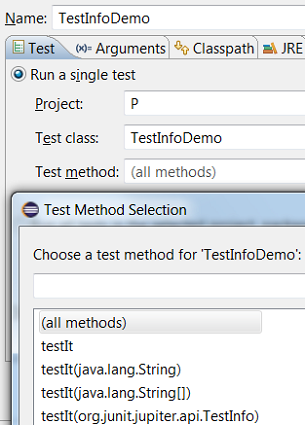 Name: TestInfoDemo
Test (x)= Arguments Classpath JRE
Run a single test
Project: P
Test class: TestInfoDemo
Test method: (all methods)
Test Method Selection
Choose a test method for 'TestInfoDemo':
(all methods)
testIt
testIt(java.lang.String)
testIt(java.lang.String[])
testIt(org.junit.jupiter.api.TestInfo)